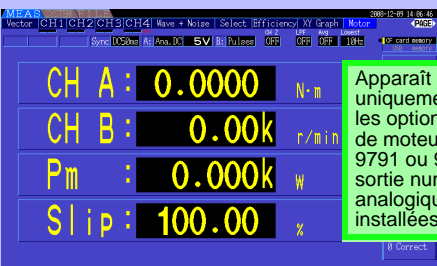 MEAS 2008-12-09 14:06:46
Vector CH1 CH2 CH3 CH4 Wave + Noise Select Efficiency XY Graph Motor PAGE
CH Z LPF Avg Lowest
Sync DC50ms A: Ana.DC 5V B: Pulses OFF OFF OFF 10Hz CF card memory
USB memory
CH A: 0.0000 N·m
CH B: 0.00k r/min
Pm : 0.000k W
Slip: 100.00 %
Apparaît
uniqueme
les option
de moteu
9791 ou 9
sortie nur
analogiqu
installées
0 Correct